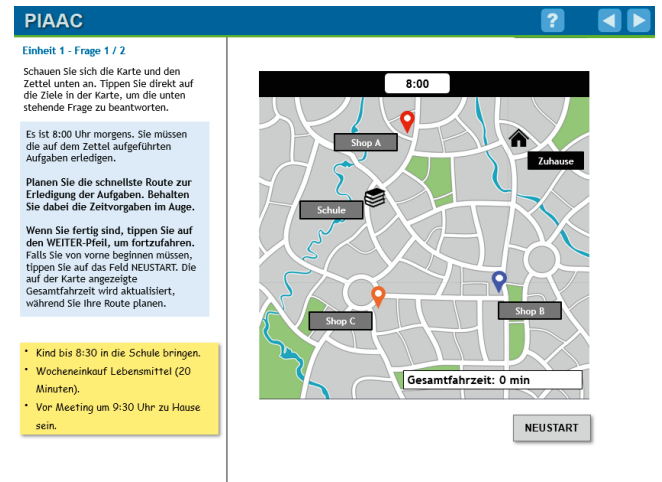 PIAAC
?
Einheit 1 - Frage 1 / 2
Schauen Sie sich die Karte und den
Zettel unten an. Tippen Sie direkt auf
die Ziele in der Karte, um die unten
stehende Frage zu beantworten.
Es ist 8:00 Uhr morgens. Sie müssen
die auf dem Zettel aufgeführten
Aufgaben erledigen.
Planen Sie die schnellste Route zur
Erledigung der Aufgaben. Behalten
Sie dabei die Zeitvorgaben im Auge.
Wenn Sie fertig sind, tippen Sie auf
den WEITER-Pfeil, um fortzufahren.
Falls Sie von vorne beginnen müssen,
tippen Sie auf das Feld NEUSTART. Die
auf der Karte angezeigte
Gesamtfahrzeit wird aktualisiert,
während Sie Ihre Route planen.
• Kind bis 8:30 in die Schule bringen.
• Wocheneinkauf Lebensmittel (20
Minuten).
• Vor Meeting um 9:30 Uhr zu Hause
sein.
8:00
Shop A
Zuhause
Schule
Shop B
Shop C
Gesamtfahrzeit: 0 min
NEUSTART